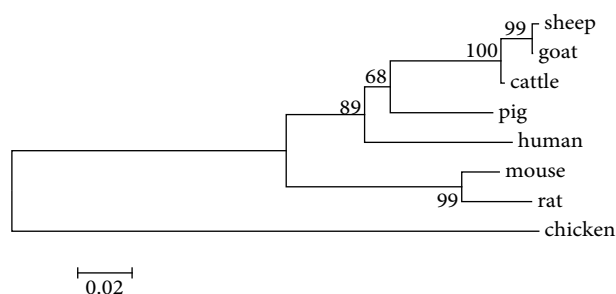 99 sheep
goat
100
cattle
68
pig
89
human
mouse
99 rat
chicken
0.02